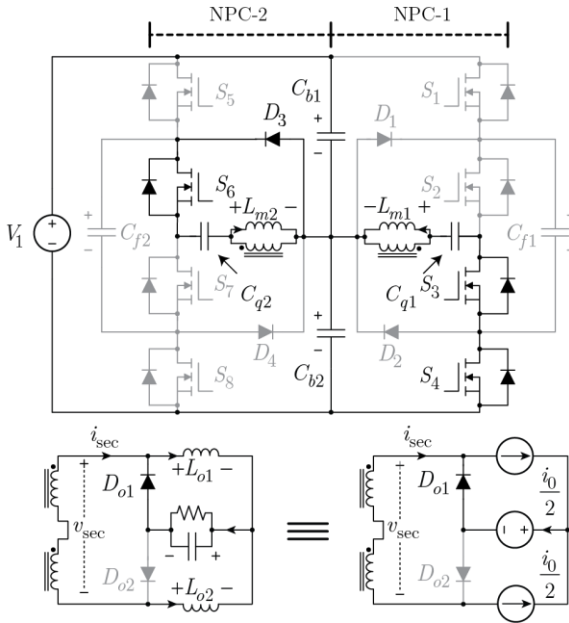 NPC-2 NPC-1
S5 Cb1 S1
D3 D1
+ +
S6 S2
− −
+ +Lm2− −Lm1+ +
V1 Cf2 Cf1
− −
S7 Cq2 Cq1 S3
+
D4 Cb2 D2
−
S8 S4
isec isec
+ +Lo1− + i0/2
Do1 Do1
vsec − + vsec − +
Do2 Do2 i0/2
− +Lo2− −